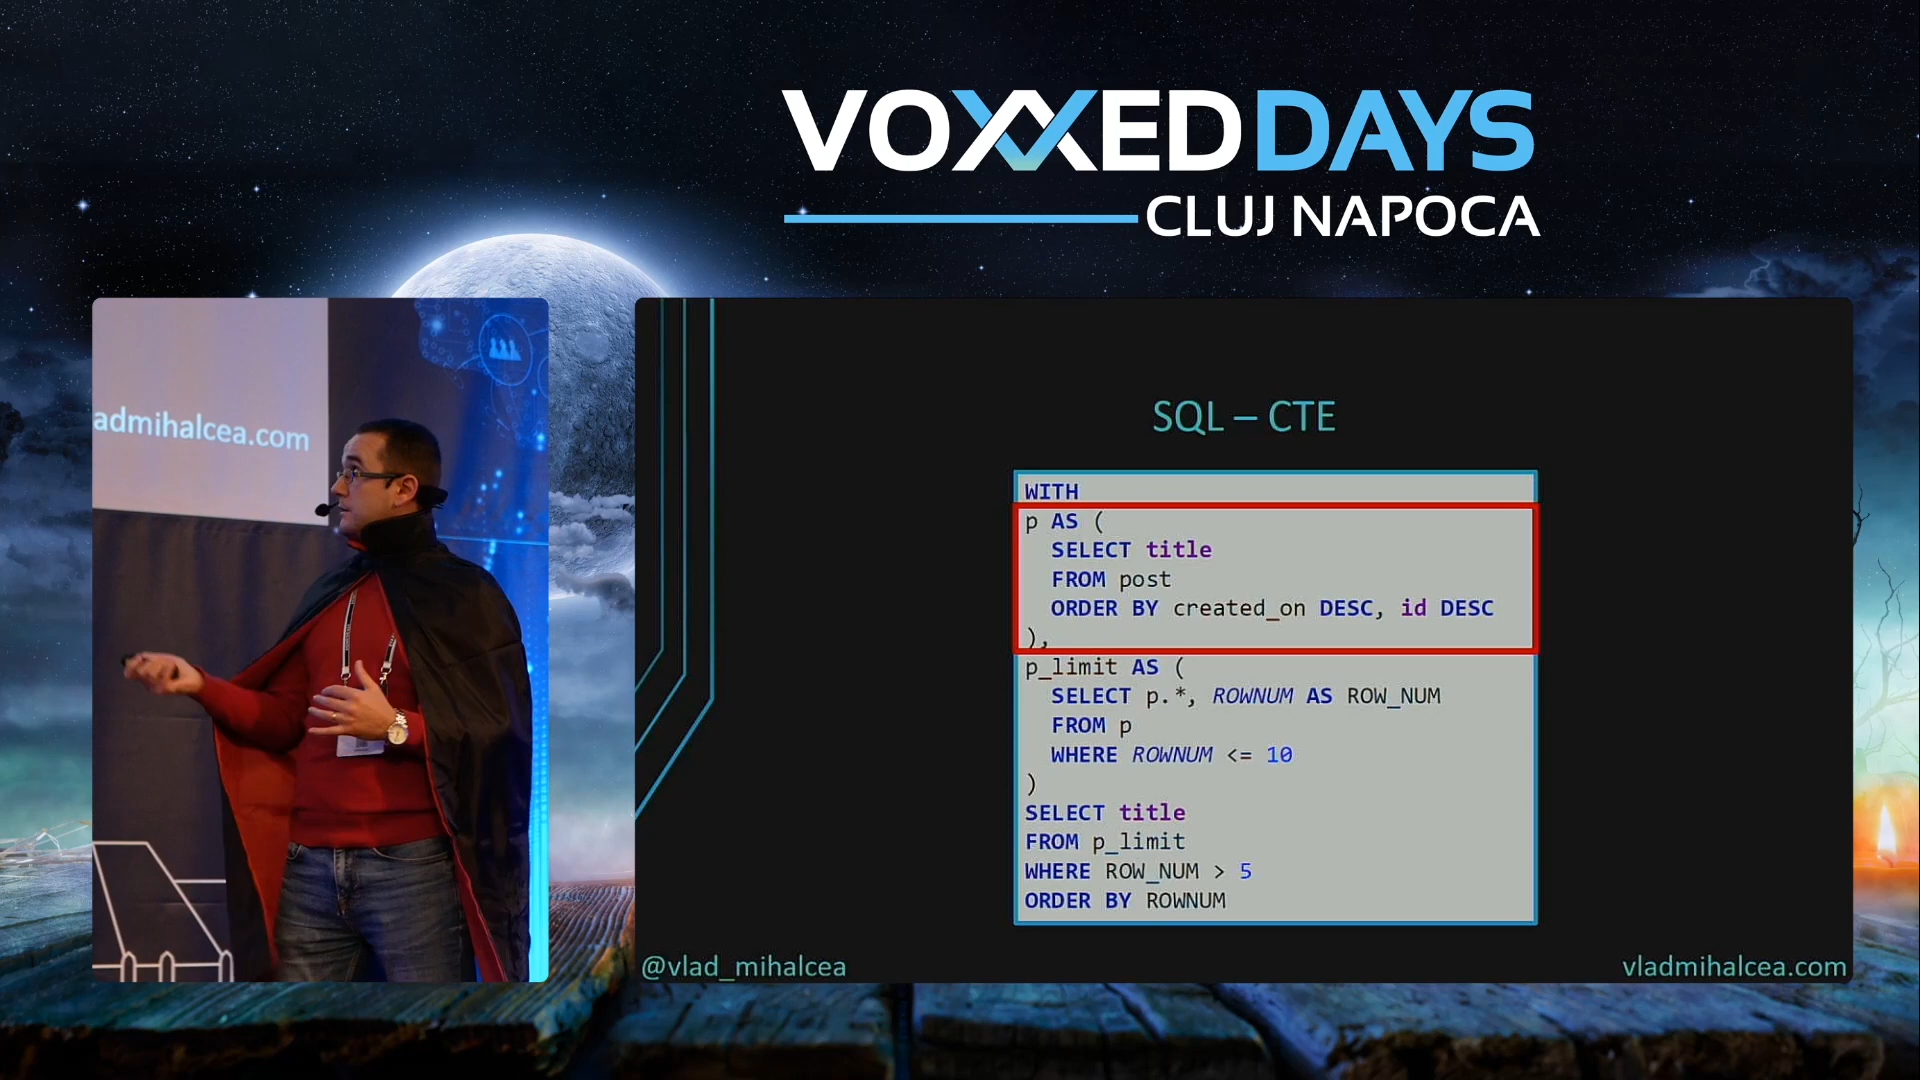 VOXXED DAYS
CLUJ NAPOCA
admihalcea.com
SQL – CTE
WITH
p AS (
SELECT title
FROM post
ORDER BY created_on DESC, id DESC
),
p_limit AS (
SELECT p.*, ROWNUM AS ROW_NUM
FROM p
WHERE ROWNUM <= 10
)
SELECT title
FROM p_limit
WHERE ROW_NUM > 5
ORDER BY ROWNUM
@vlad_mihalcea
vladmihalcea.com